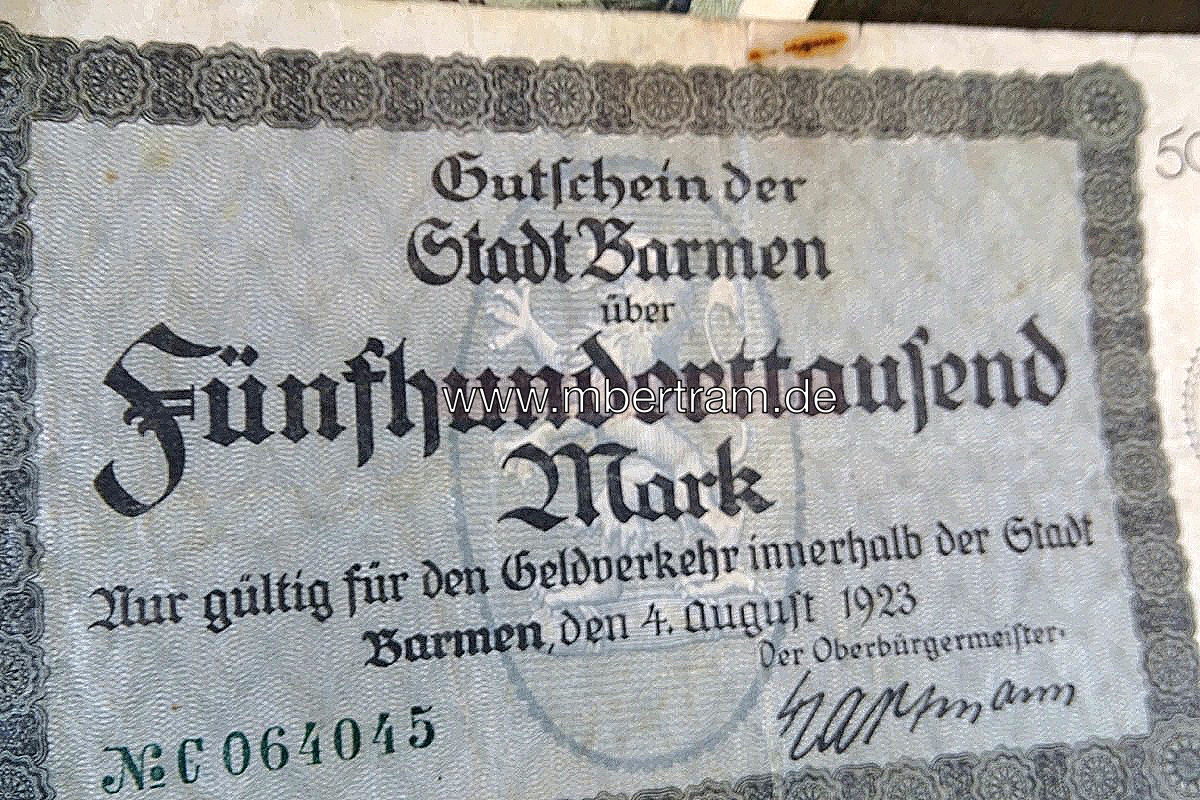 50
Gutschein der
Stadt Barmen
über
Fünfhunderttausend
www.mbertram.de
Mark
Nur gültig für den Geldverkehr innerhalb der Stadt
Barmen, den 4. August 1923
Der Oberbürgermeister:
№: C 064045